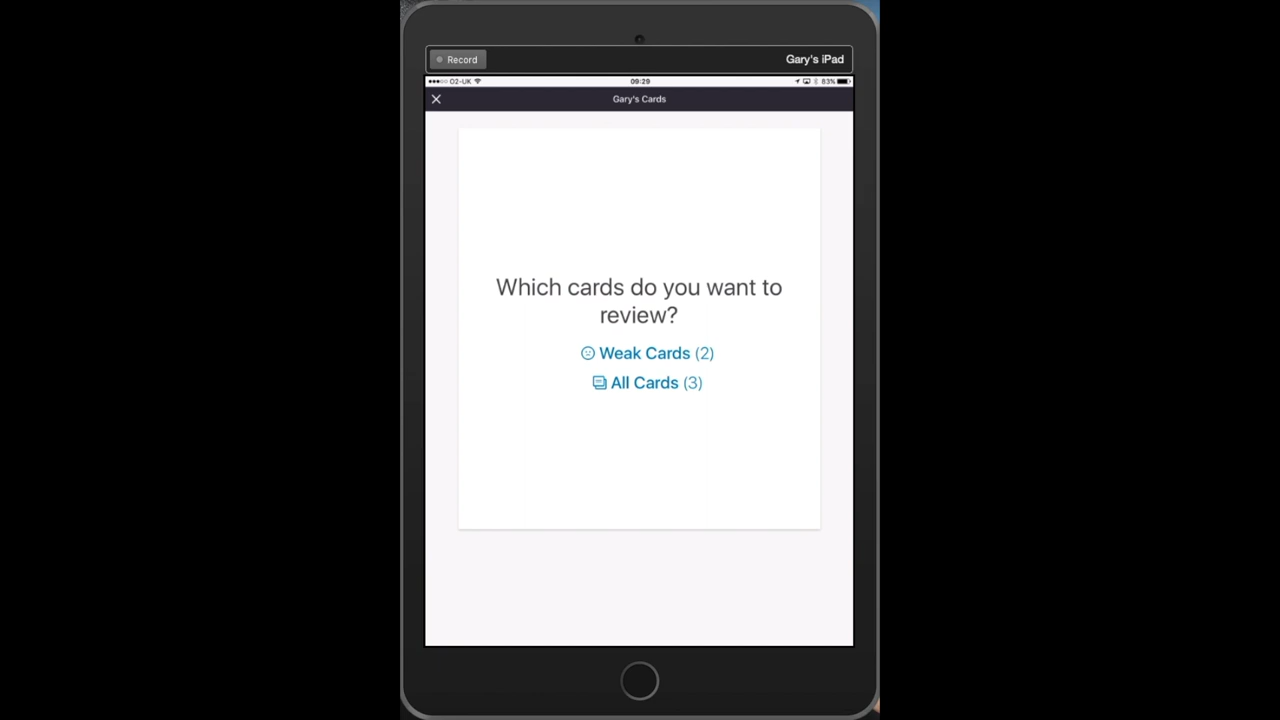 Record
Gary's iPad
O2-UK
09:29
83%
Gary's Cards
Which cards do you want to
review?
Weak Cards (2)
All Cards (3)